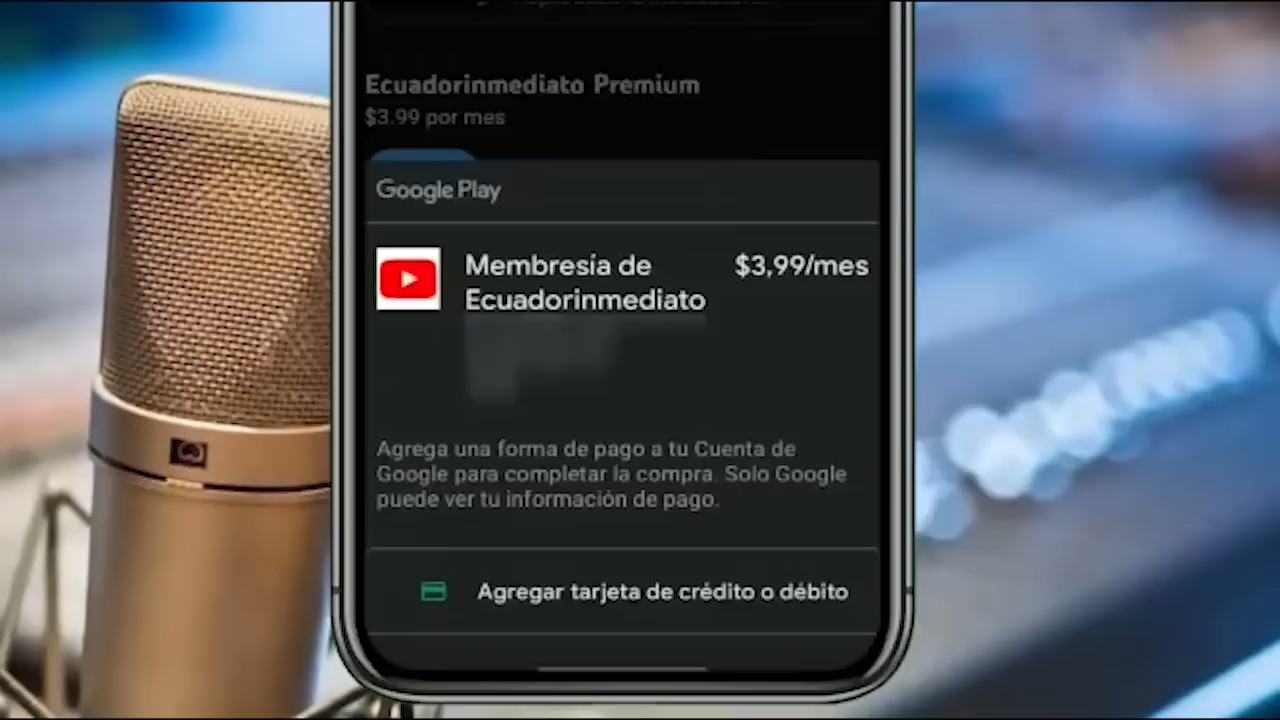 Ecuadorinmediato Premium
$3.99 por mes
Google Play
Membresía de $3,99/mes
Ecuadorinmediato
Agrega una forma de pago a tu Cuenta de
Google para completar la compra. Solo Google
puede ver tu información de pago.
Agregar tarjeta de crédito o débito